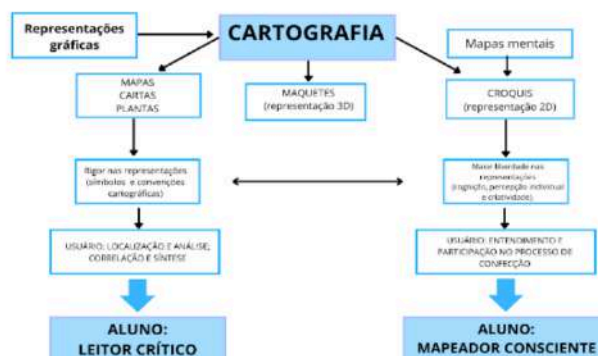 Representações
gráficas
CARTOGRAFIA
Mapas mentais
MAPAS
CARTAS
PLANTAS
MAQUETES
(representação 3D)
CROQUIS
(representação 2D)
Rigor nas representações
(símbolos e convenções
cartográficas)
Maior liberdade nas
representações
(cognição, percepção individual
e criatividade)
USUÁRIO: LOCALIZAÇÃO E ANÁLISE;
CORRELAÇÃO E SÍNTESE
USUÁRIO: ENTENDIMENTO E
PARTICIPAÇÃO NO PROCESSO DE
CONFECÇÃO
ALUNO:
LEITOR CRÍTICO
ALUNO:
MAPEADOR CONSCIENTE